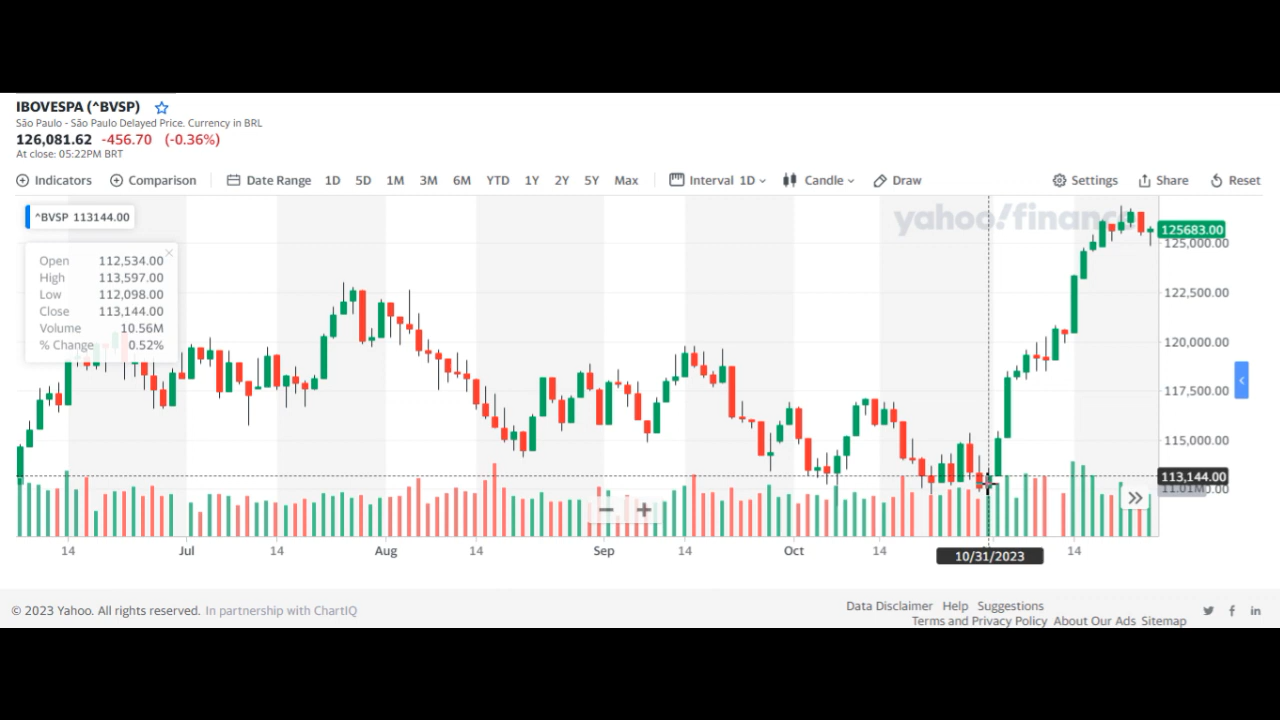 IBOVESPA (^BVSP)
São Paulo - São Paulo Delayed Price. Currency in BRL
126,081.62 -456.70 (-0.36%)
At close: 05:22PM BRT
Indicators Comparison Date Range 1D 5D 1M 3M 6M YTD 1Y 2Y 5Y Max Interval 1D Candle Draw Settings Share Reset
^BVSP 113144.00
yahoo!finance
125683.00
125,000.00
Open 112,534.00
High 113,597.00
Low 112,098.00
Close 113,144.00
Volume 10.56M
% Change 0.52%
122,500.00
120,000.00
117,500.00
115,000.00
113,144.00
11.01M
14 Jul 14 Aug 14 Sep 14 Oct 14 10/31/2023 14
© 2023 Yahoo. All rights reserved. In partnership with ChartIQ
Data Disclaimer Help Suggestions
Terms and Privacy Policy About Our Ads Sitemap